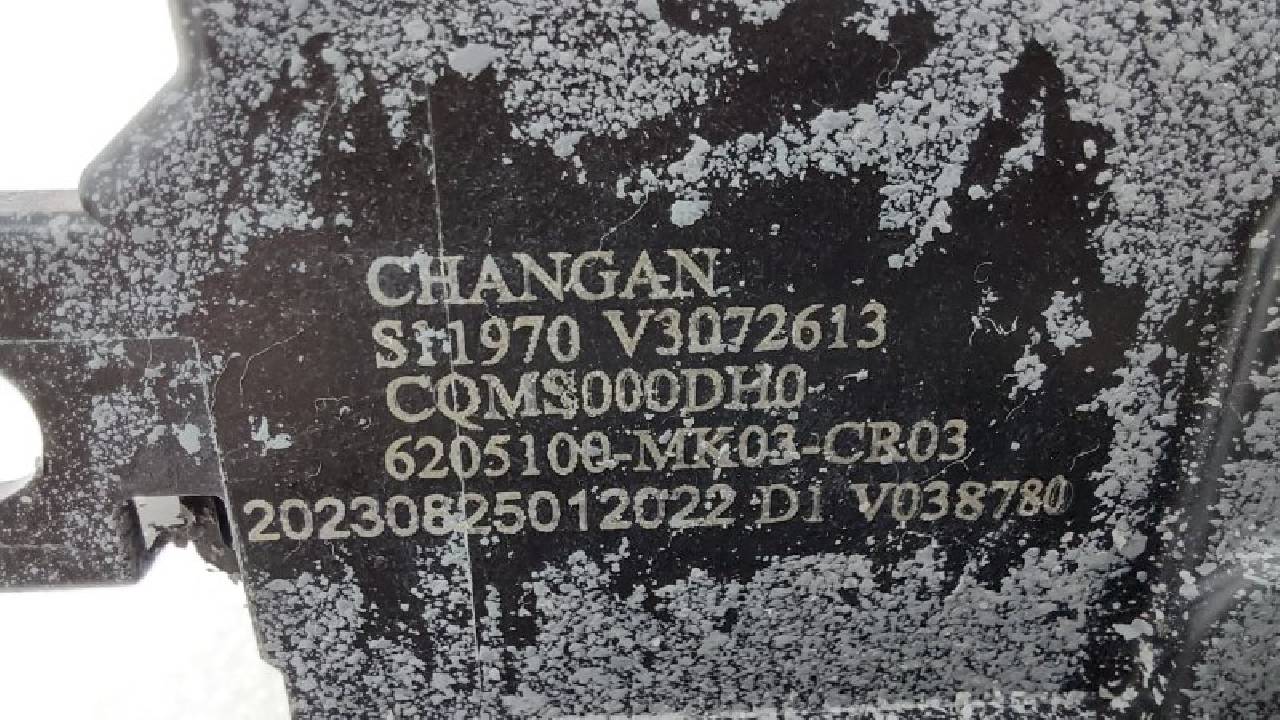 CHANGAN
S11970 V3072613
CQMS000DH0
6205100-MK03-CR03
20230825012022 D1 V038780